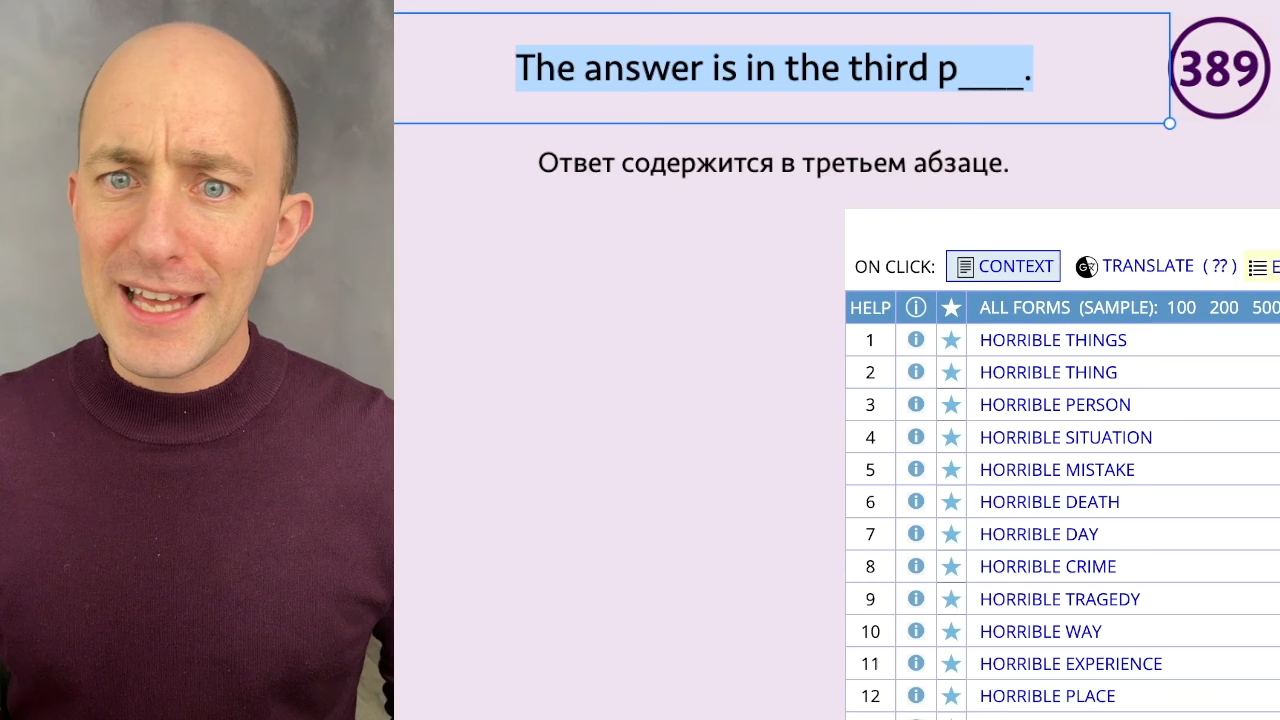 The answer is in the third p____.
389
Ответ содержится в третьем абзаце.
ON CLICK: CONTEXT TRANSLATE ( ?? ) E
HELP ALL FORMS (SAMPLE): 100 200 500
1 HORRIBLE THINGS
2 HORRIBLE THING
3 HORRIBLE PERSON
4 HORRIBLE SITUATION
5 HORRIBLE MISTAKE
6 HORRIBLE DEATH
7 HORRIBLE DAY
8 HORRIBLE CRIME
9 HORRIBLE TRAGEDY
10 HORRIBLE WAY
11 HORRIBLE EXPERIENCE
12 HORRIBLE PLACE